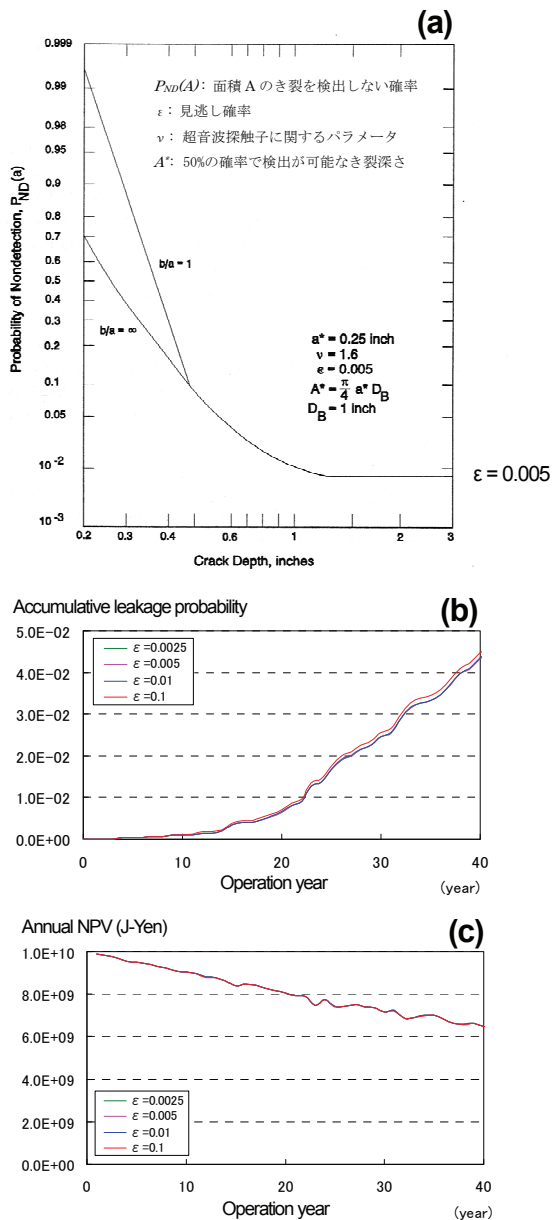 (a)
0.999
0.99
0.98
0.95
0.9
0.8
0.7
0.6
0.5
0.4
0.3
0.2
0.1
0.05
10⁻²
10⁻³
Probability of Nondetection, P_ND(a)
P_ND(A): 面積 A のき裂を検出しない確率
ε: 見逃し確率
ν: 超音波探触子に関するパラメータ
A*: 50%の確率で検出が可能なき裂深さ
b/a = 1
b/a = ∞
a* = 0.25 inch
ν = 1.6
ϵ = 0.005
A* = π/4 a* D_B
D_B = 1 inch
ε = 0.005
0.2 0.3 0.4 0.6 1 2 3
Crack Depth, inches
(b)
Accumulative leakage probability
5.0E-02
4.0E-02
3.0E-02
2.0E-02
1.0E-02
0.0E+00
ε=0.0025
ε=0.005
ε=0.01
ε=0.1
0 10 20 30 40
Operation year (year)
(c)
Annual NPV (J-Yen)
1.0E+10
8.0E+09
6.0E+09
4.0E+09
2.0E+09
0.0E+00
ε=0.0025
ε=0.005
ε=0.01
ε=0.1
0 10 20 30 40
Operation year (year)